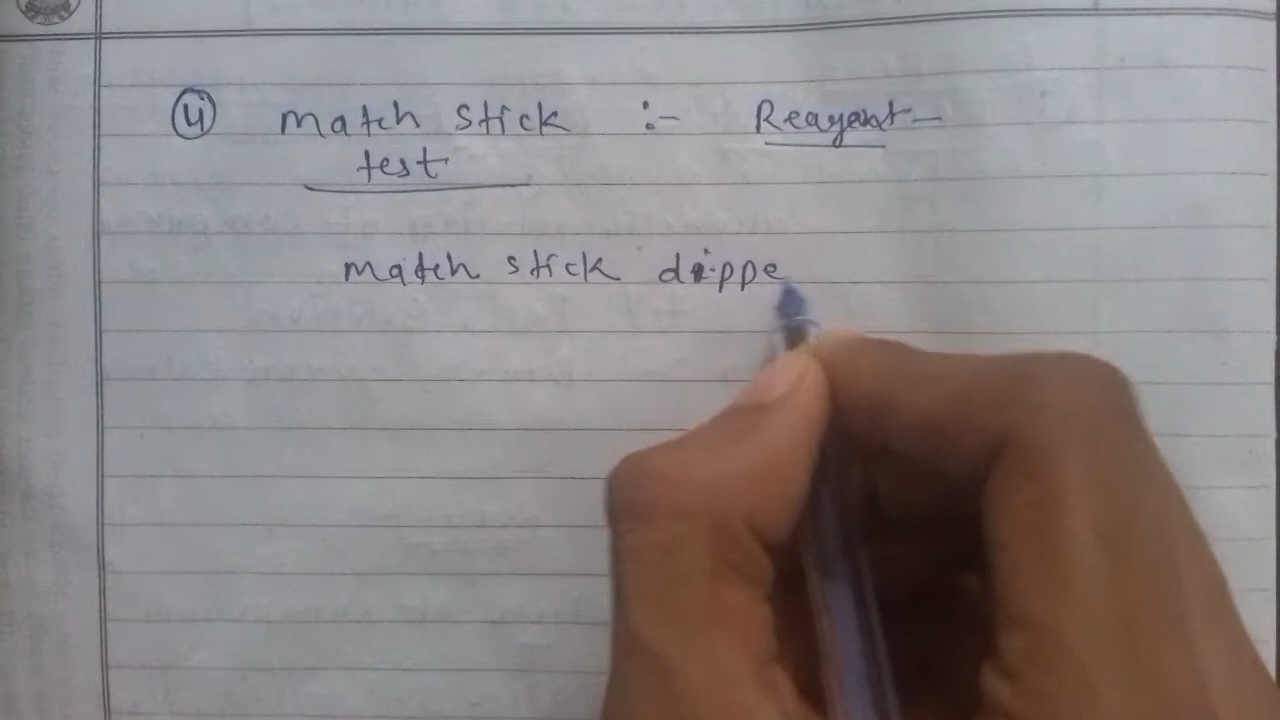 ④ Match stick :- Reagent-
test
Match stick dippe